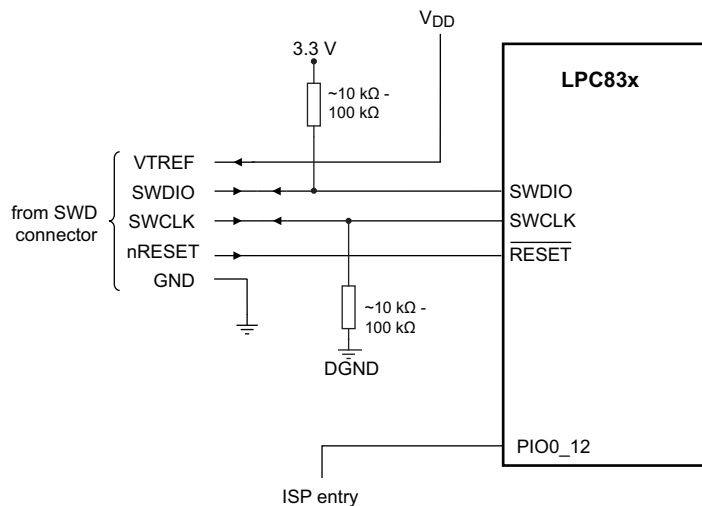 VDD
3.3 V
LPC83x
~10 kΩ -
100 kΩ
VTREF
SWDIO
SWDIO
from SWD
connector
SWCLK
SWCLK
nRESET
RESET
GND
~10 kΩ -
100 kΩ
DGND
PIO0_12
ISP entry